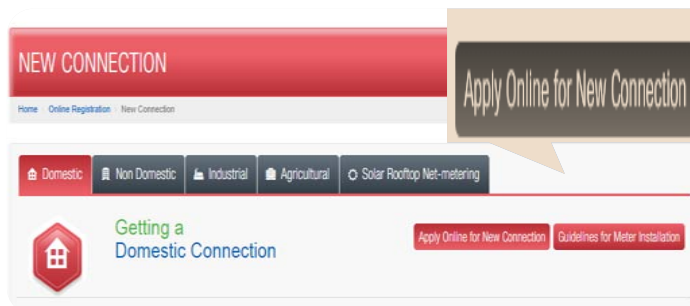 NEW CONNECTION
Apply Online for New Connection
Home Online Registration New Connection
Domestic Non Domestic Industrial Agricultural Solar Rooftop Net-metering
Getting a
Domestic Connection
Apply Online for New Connection Guidelines for Meter Installation